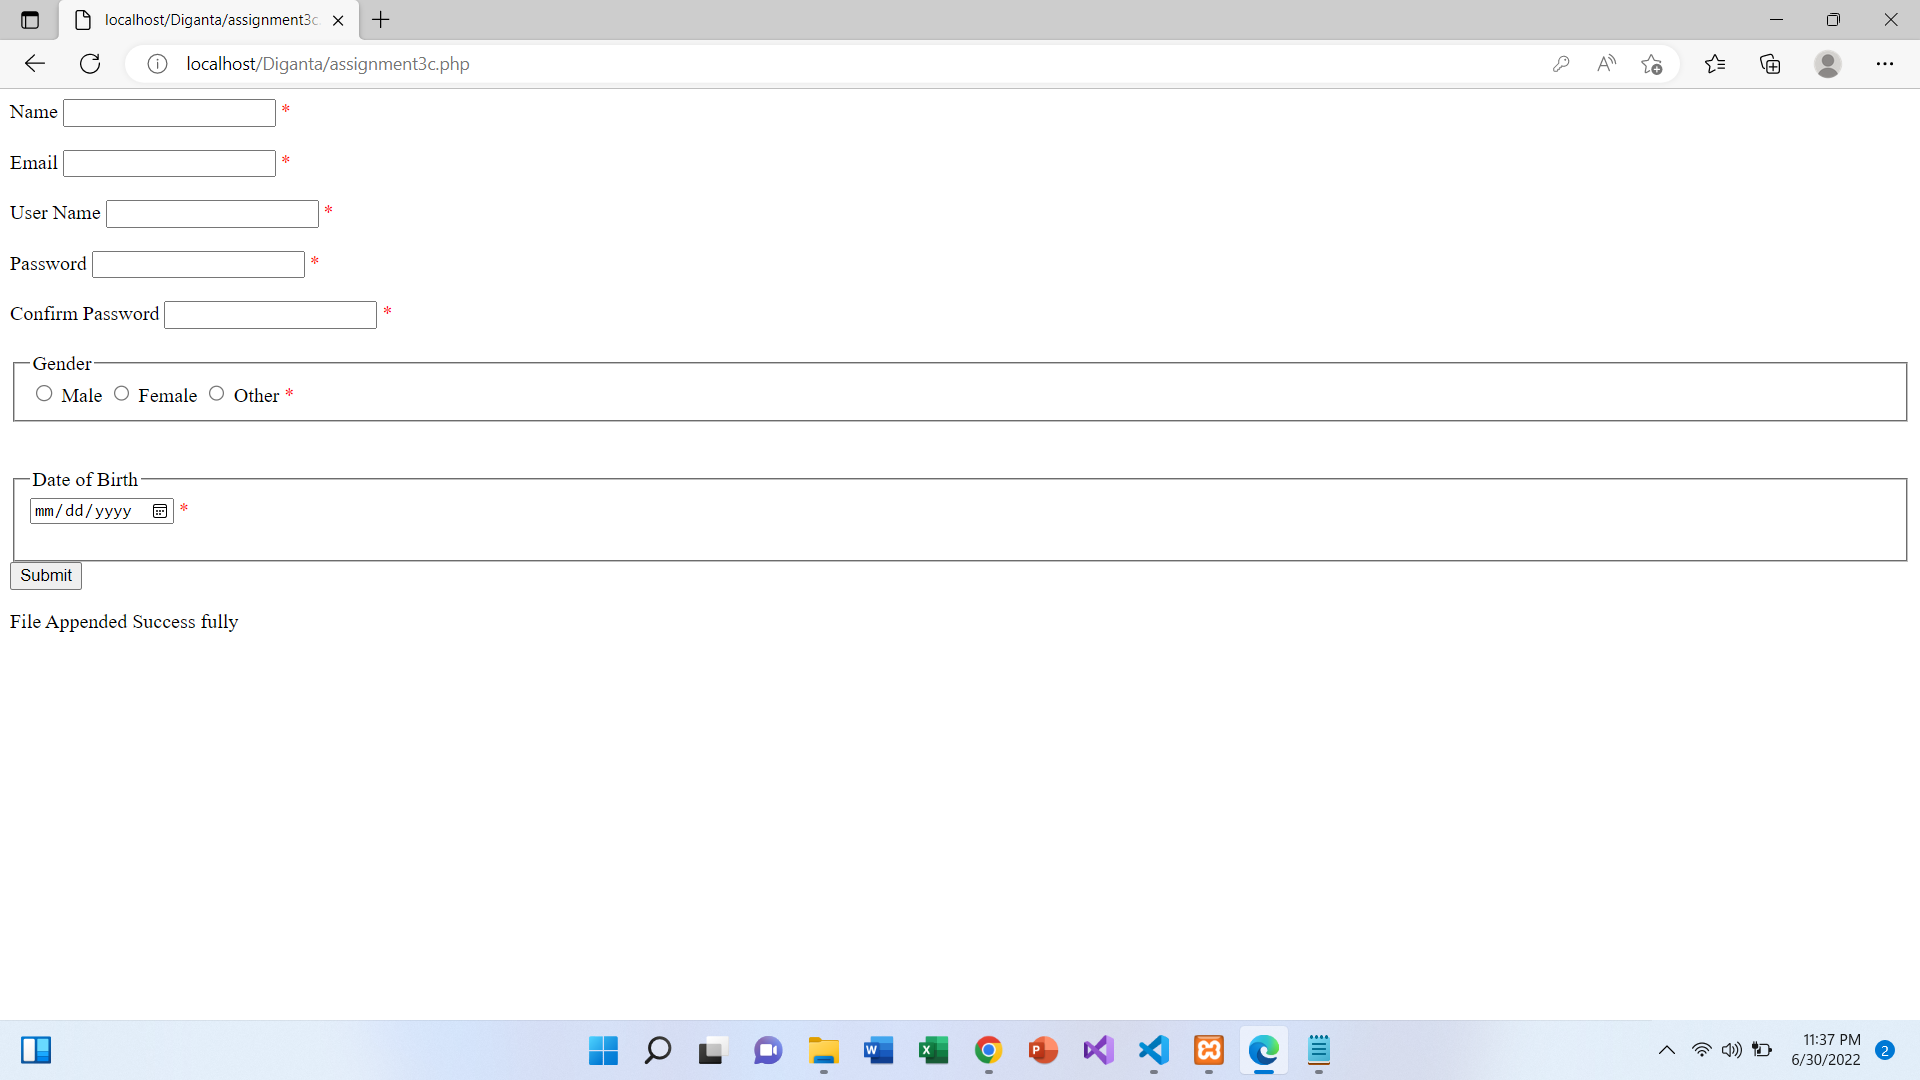 localhost/Diganta/assignment3c
localhost/Diganta/assignment3c.php
Name *
Email *
User Name *
Password *
Confirm Password *
Gender
Male Female Other *
Date of Birth
mm/dd/yyyy *
Submit
File Appended Success fully
11:37 PM
6/30/2022
2